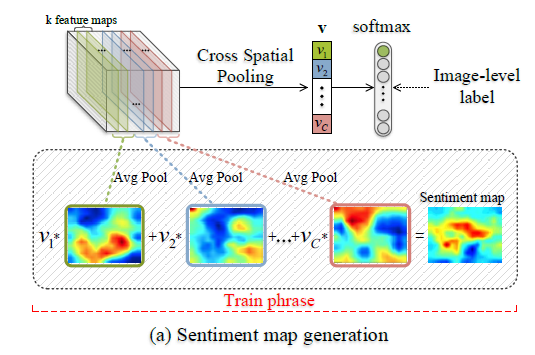 k feature maps
...
...
...
...
Cross Spatial
Pooling
v
v1
v2
vC
softmax
Image-level
label
Avg Pool
Avg Pool
Avg Pool
Sentiment map
v1* +v2* +...+vC* =
Train phrase
(a) Sentiment map generation